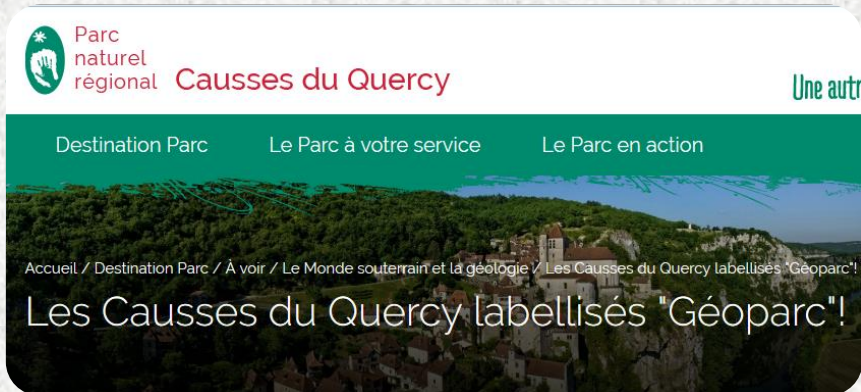 Parc
naturel
régional Causses du Quercy
Une autr
Destination Parc Le Parc à votre service Le Parc en action
Accueil / Destination Parc / À voir / Le Monde souterrain et la géologie / Les Causses du Quercy labellisés "Géoparc"!
Les Causses du Quercy labellisés "Géoparc"!